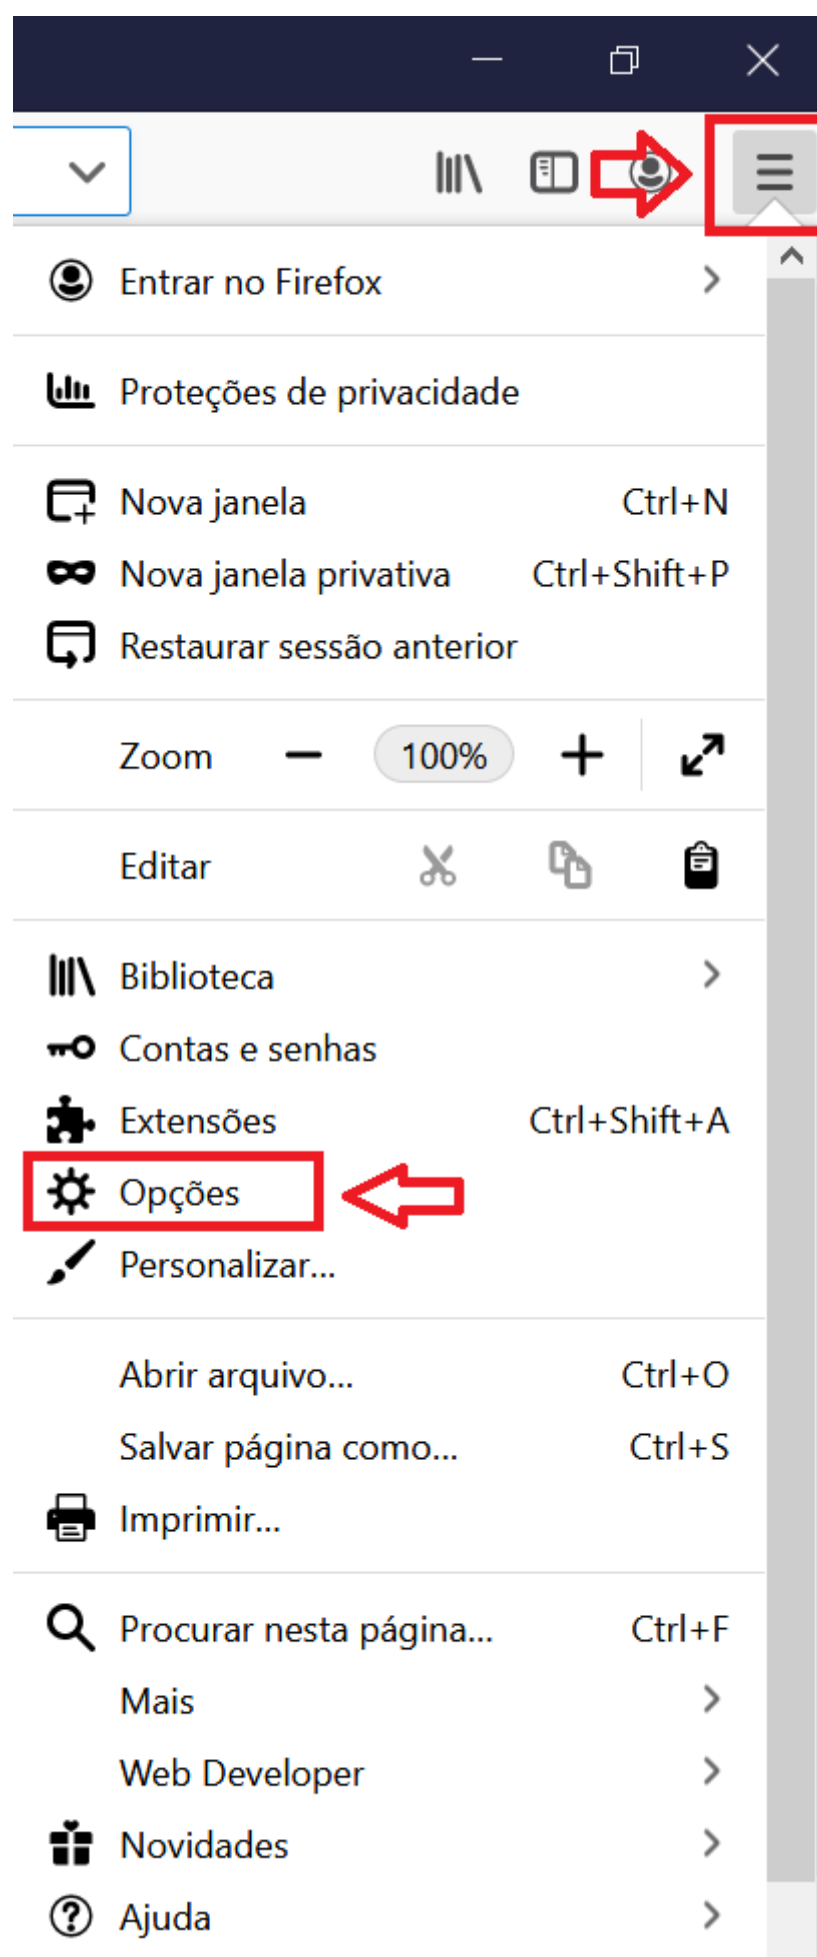 Entrar no Firefox
Proteções de privacidade
Nova janela Ctrl+N
Nova janela privativa Ctrl+Shift+P
Restaurar sessão anterior
Zoom 100%
Editar
Biblioteca
Contas e senhas
Extensões Ctrl+Shift+A
Opções
Personalizar...
Abrir arquivo... Ctrl+O
Salvar página como... Ctrl+S
Imprimir...
Procurar nesta página... Ctrl+F
Mais
Web Developer
Novidades
Ajuda